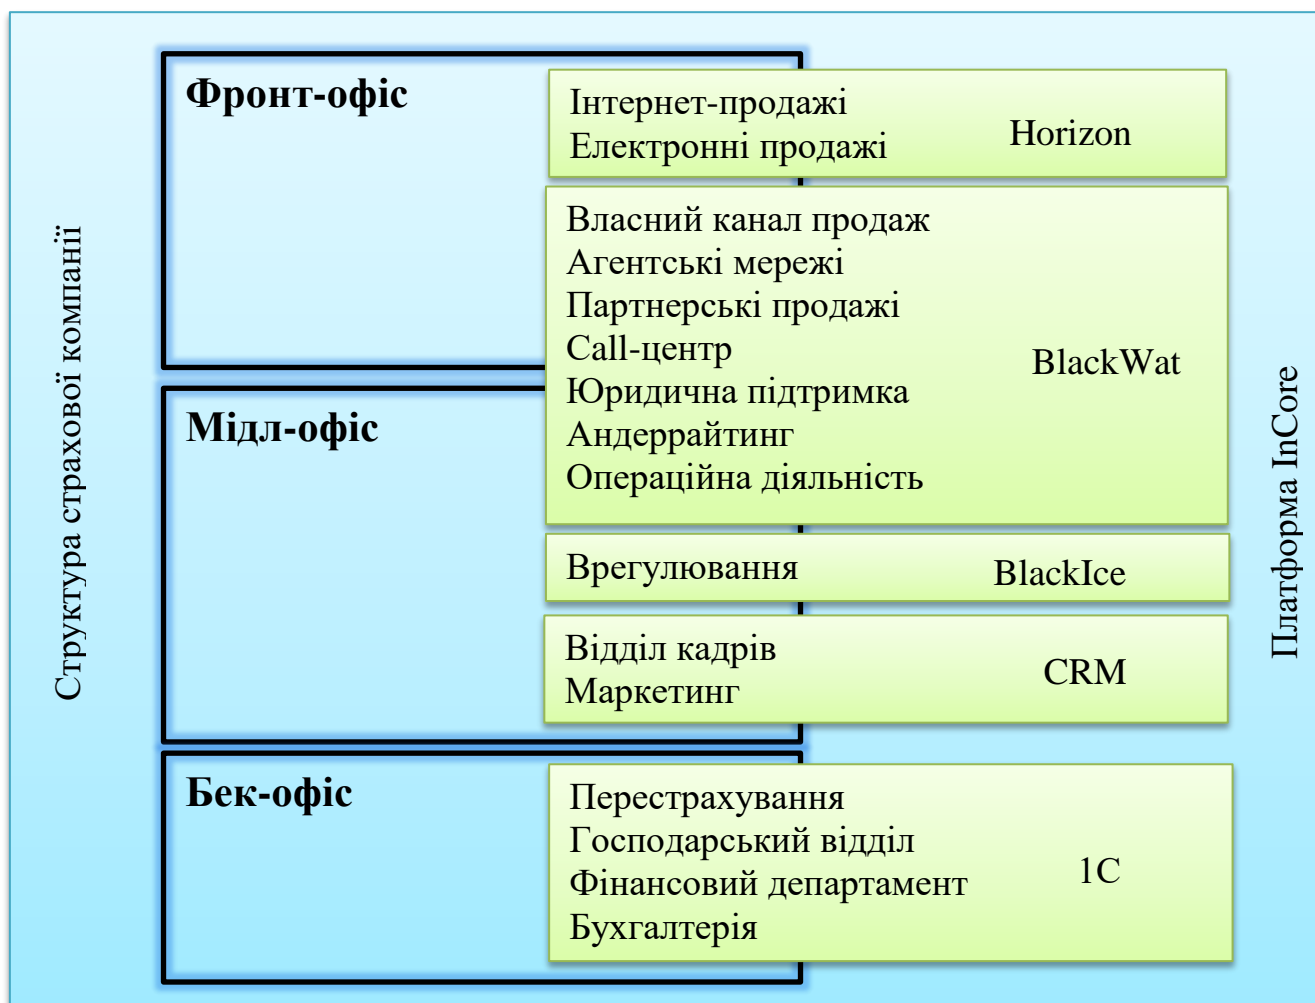 Структура страхової компанії
Фронт-офіс
Інтернет-продажі
Електронні продажі
Horizon
Власний канал продаж
Агентські мережі
Партнерські продажі
Call-центр
Юридична підтримка
Андеррайтинг
Операційна діяльність
BlackWat
Мідл-офіс
Врегулювання
BlackIce
Відділ кадрів
Маркетинг
CRM
Бек-офіс
Перестрахування
Господарський відділ
Фінансовий департамент
Бухгалтерія
1С
Платформа InCore